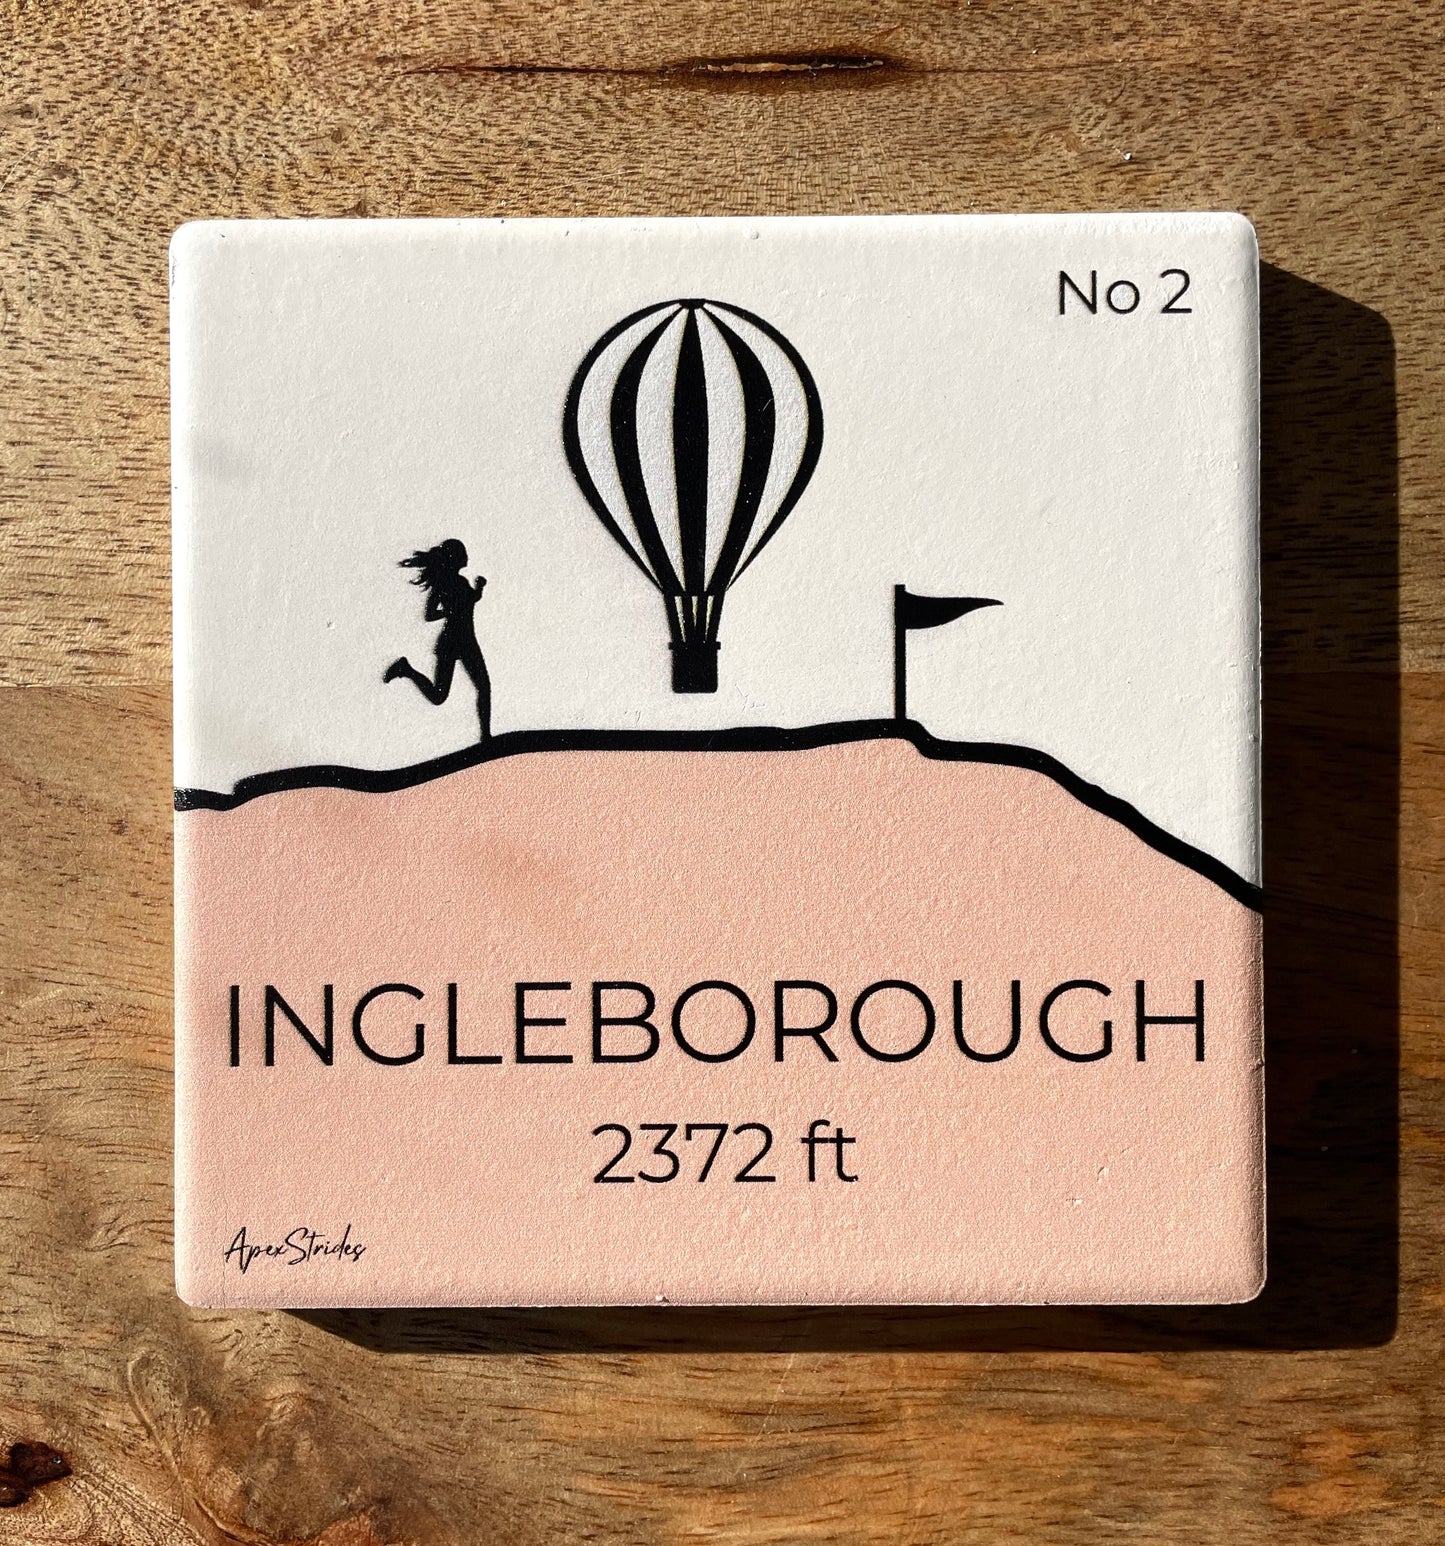 No 2
INGLEBOROUGH
2372 ft
ApexStrides